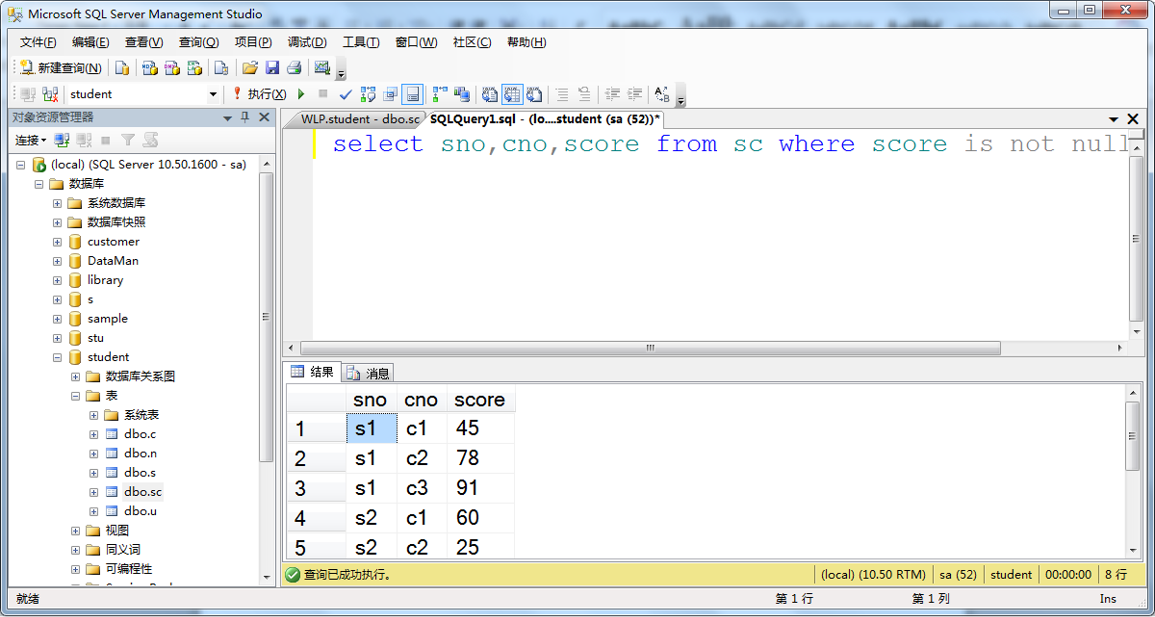 Microsoft SQL Server Management Studio
文件(F) 编辑(E) 查看(V) 查询(Q) 项目(P) 调试(D) 工具(T) 窗口(W) 社区(C) 帮助(H)
新建查询(N)
student 执行(X)
对象资源管理器
连接
(local) (SQL Server 10.50.1600 - sa)
数据库
系统数据库
数据库快照
customer
DataMan
library
s
sample
stu
student
数据库关系图
表
系统表
dbo.c
dbo.n
dbo.s
dbo.sc
dbo.u
视图
同义词
可编程性
WLP.student - dbo.sc SQLQuery1.sql - (lo....student (sa (52))*
select sno,cno,score from sc where score is not null
结果 消息
sno cno score
1 s1 c1 45
2 s1 c2 78
3 s1 c3 91
4 s2 c1 60
5 s2 c2 25
查询已成功执行。 (local) (10.50 RTM) sa (52) student 00:00:00 8 行
就绪 第 1 行 第 1 列 Ins